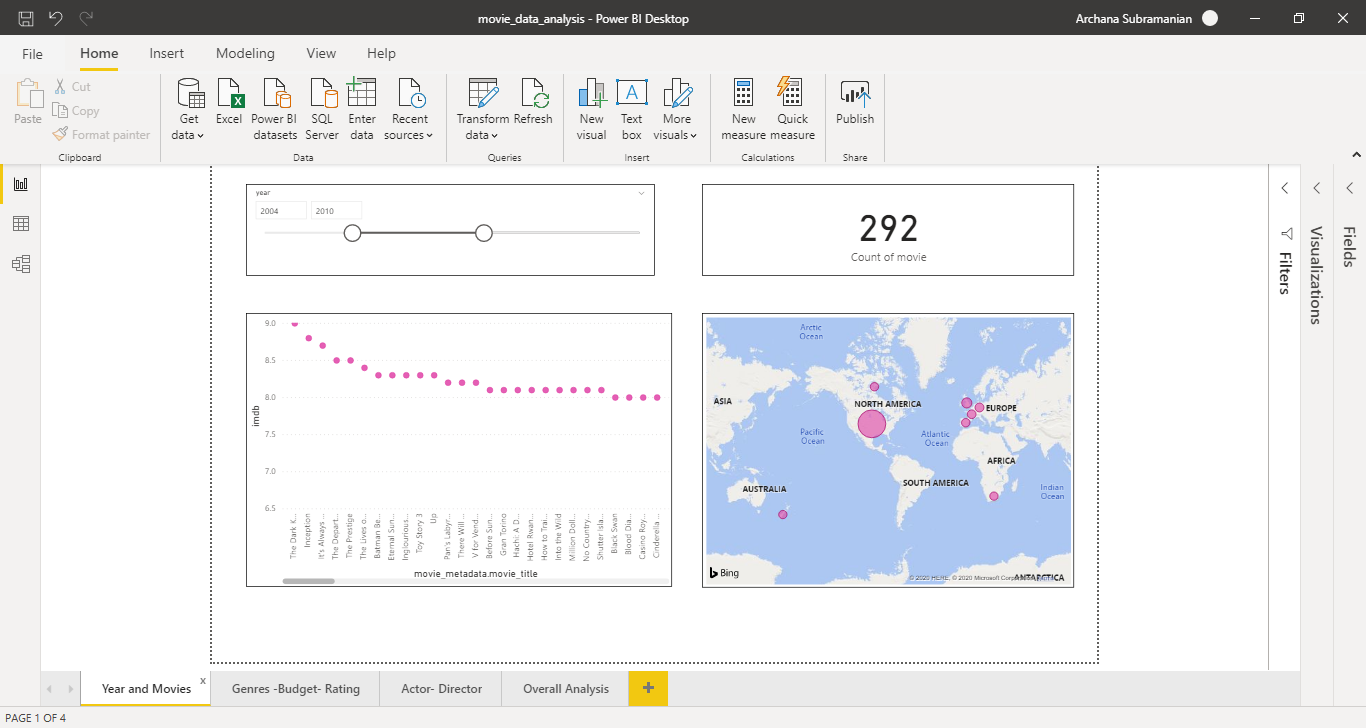 movie_data_analysis - Power BI Desktop
Archana Subramanian
File
Home
Insert
Modeling
View
Help
Paste
Cut
Copy
Format painter
Clipboard
Get data
Excel
Power BI datasets
SQL Server
Enter data
Recent sources
Data
Transform data
Refresh
Queries
New visual
Text box
More visuals
Insert
New measure
Quick measure
Calculations
Publish
Share
year
2004
2010
292
Count of movie
imdb
9.0
8.5
8.0
7.5
7.0
6.5
The Dark K...
Inception
It's Always ...
The Depart...
The Prestige
The Lives o...
Batman Be...
Eternal Sun...
Inglourious...
Toy Story 3
Up
Pan's Labyr...
There Will ...
V for Vend...
Before Sun...
Gran Torino
Hachi: A D...
Hotel Rwan...
How to Trai...
Into the Wild
Million Doll...
No Country...
Shutter Isla...
Black Swan
Blood Dia...
Casino Roy...
Cinderella ...
movie_metadata.movie_title
Arctic
Ocean
ASIA
NORTH AMERICA
EUROPE
Pacific
Ocean
Atlantic
Ocean
AFRICA
AUSTRALIA
SOUTH AMERICA
Indian
Ocean
Bing
© 2020 HERE, © 2020 Microsoft
ANTARCTICA
Filters
Visualizations
Fields
Year and Movies
x
Genres -Budget- Rating
Actor- Director
Overall Analysis
+
PAGE 1 OF 4